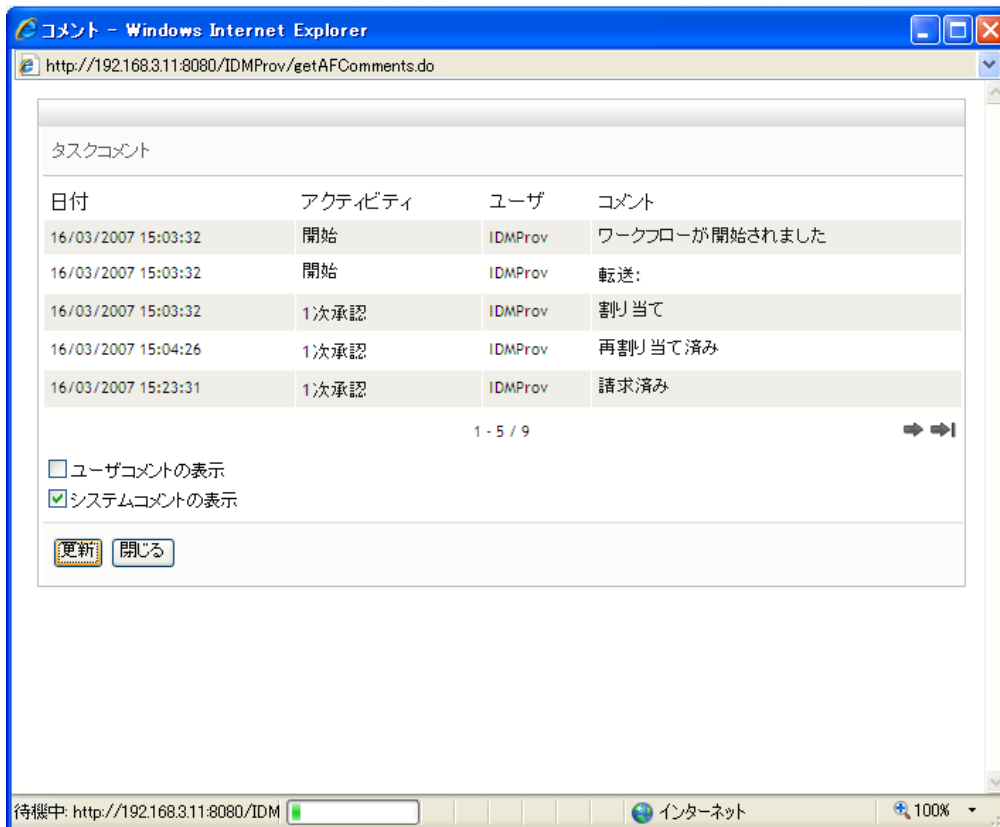 コメント - Windows Internet Explorer
http://192.168.3.11:8080/IDMProv/getAFComments.do
タスクコメント
日付 アクティビティ ユーザ コメント
16/03/2007 15:03:32 開始 IDMProv ワークフローが開始されました
16/03/2007 15:03:32 開始 IDMProv 転送:
16/03/2007 15:03:32 1次承認 IDMProv 割り当て
16/03/2007 15:04:26 1次承認 IDMProv 再割り当て済み
16/03/2007 15:23:31 1次承認 IDMProv 請求済み
1 - 5 / 9
ユーザコメントの表示
システムコメントの表示
更新 閉じる
待機中: http://192.168.3.11:8080/IDM インターネット 100%